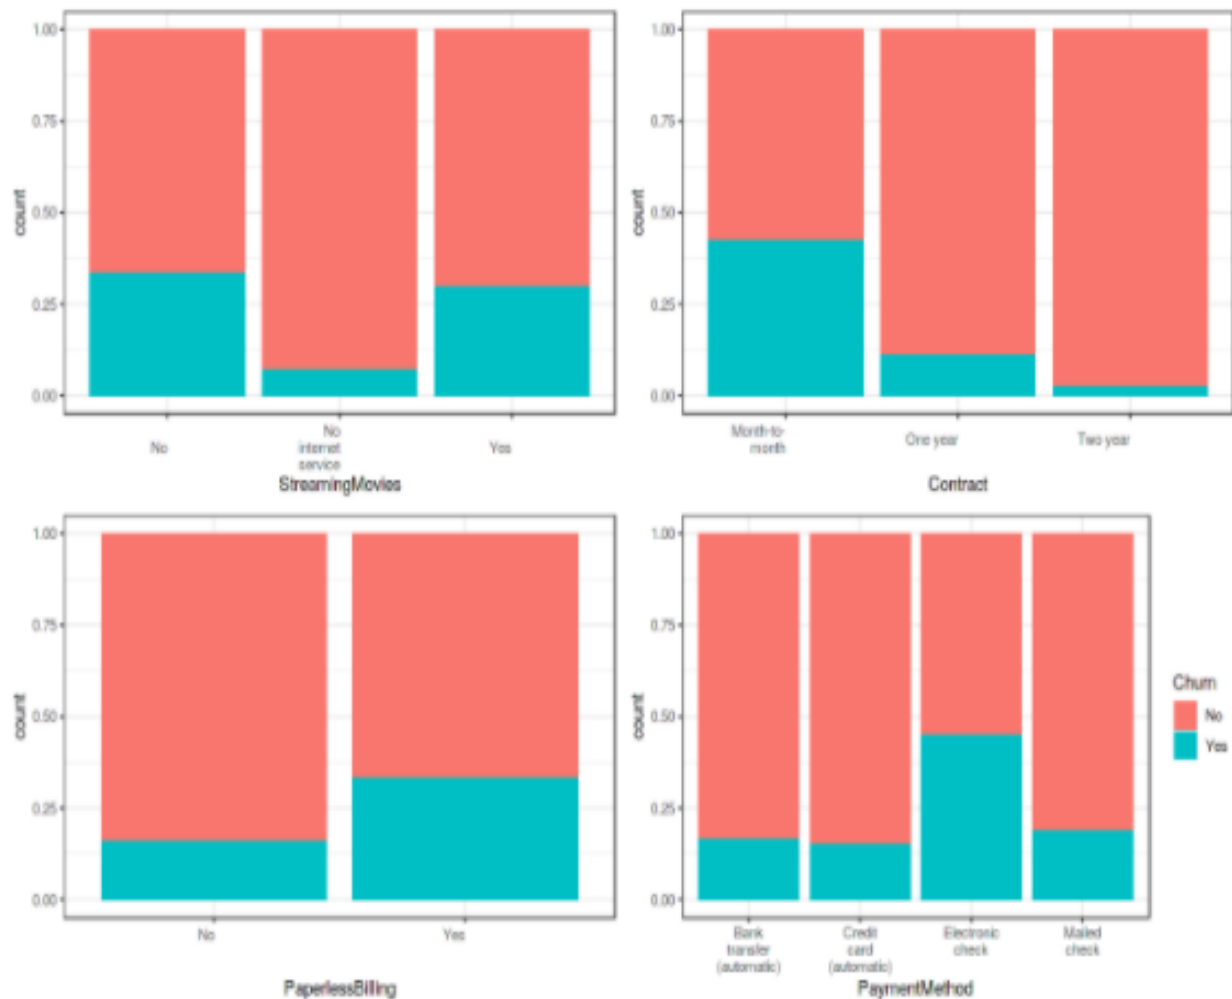 1.00
0.75
0.50
0.25
0.00
count
No
No
internet
service
Yes
StreamingMovies
1.00
0.75
0.50
0.25
0.00
count
Month-to-
month
One year
Two year
Contract
1.00
0.75
0.50
0.25
0.00
count
No
Yes
PaperlessBilling
1.00
0.75
0.50
0.25
0.00
count
Bank
transfer
(automatic)
Credit
card
(automatic)
Electronic
check
Mailed
check
PaymentMethod
Churn
No
Yes